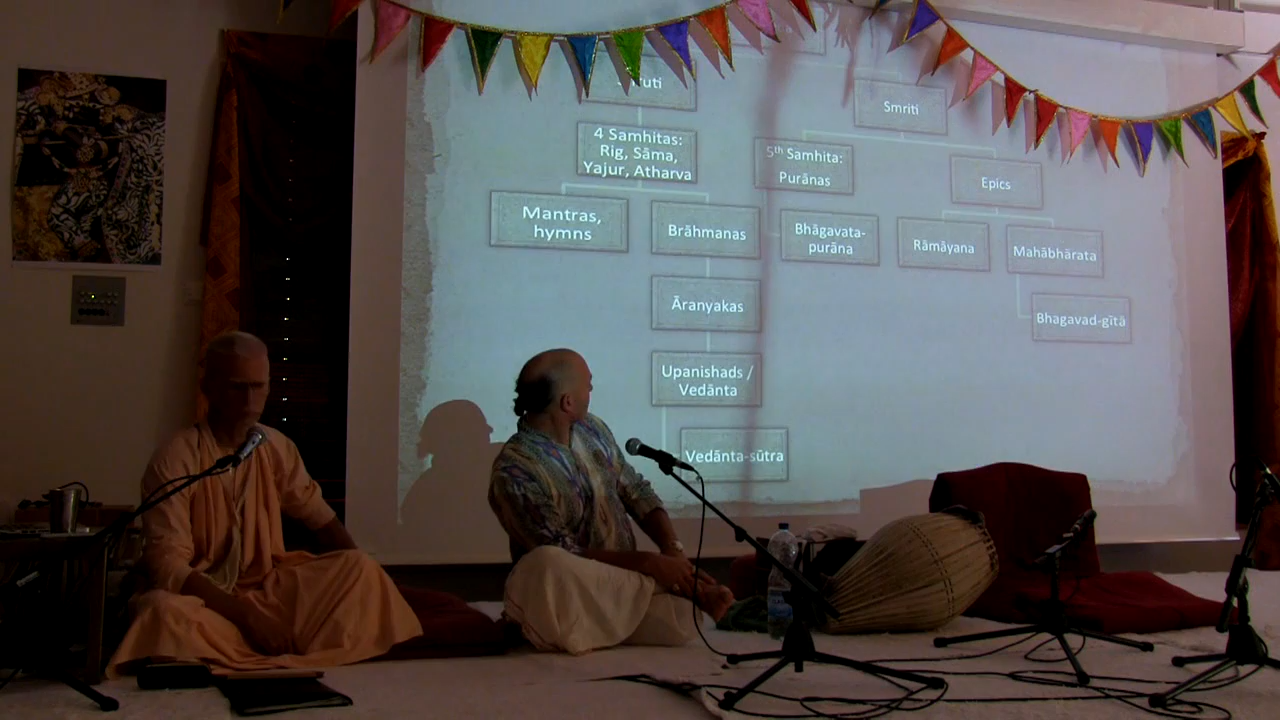 Smriti
4 Samhitas:
Rig, Sāma,
Yajur, Atharva
5th Samhita:
Purānas
Epics
Mantras,
hymns
Brāhmanas
Bhāgavata-
purāna
Rāmāyana
Mahābhārata
Āranyakas
Bhagavad-gītā
Upanishads /
Vedānta
Vedānta-sūtra